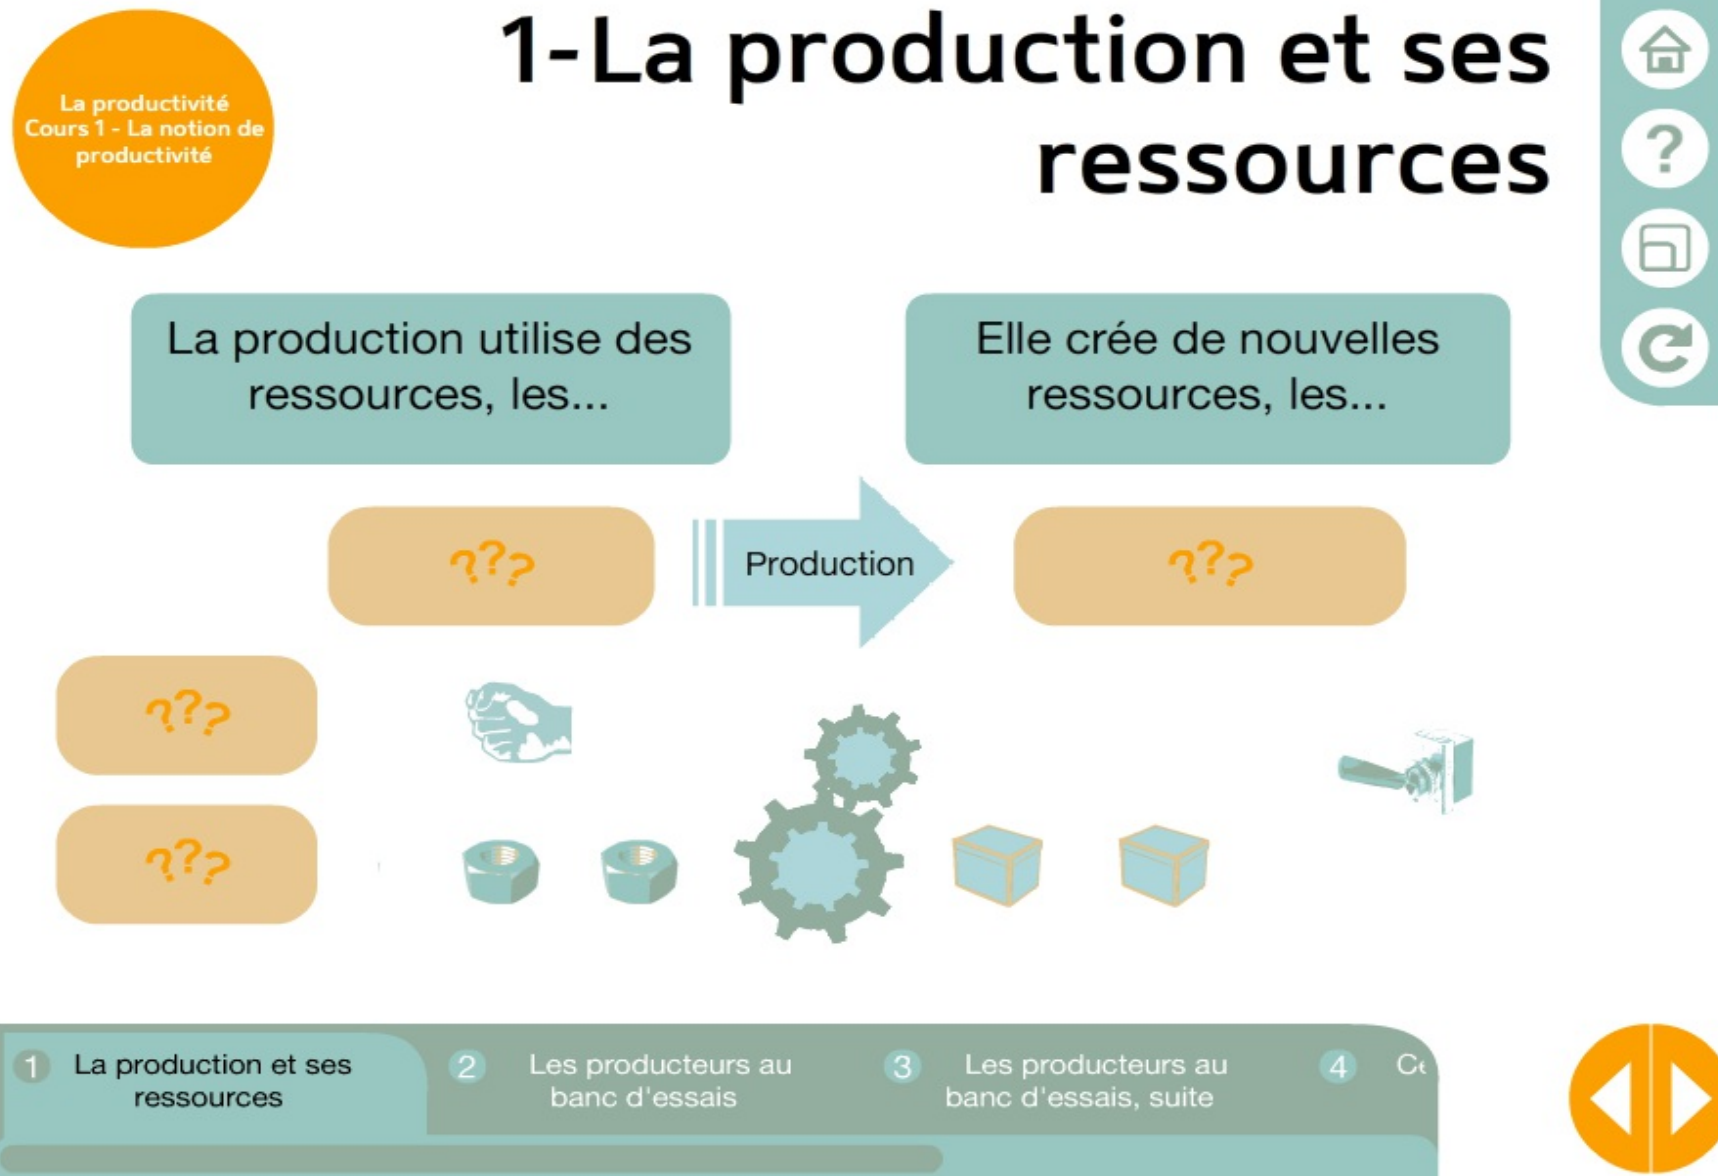 La productivité
Cours 1 - La notion de
productivité
1-La production et ses
ressources
?
La production utilise des
ressources, les...
Elle crée de nouvelles
ressources, les...
???
Production
???
???
???
1 La production et ses
ressources
2 Les producteurs au
banc d'essais
3 Les producteurs au
banc d'essais, suite
4